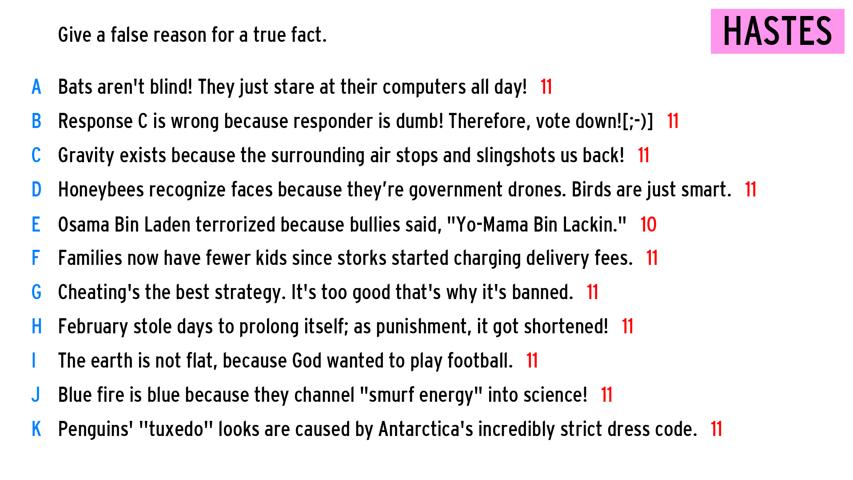 HASTES
Give a false reason for a true fact.
A Bats aren't blind! They just stare at their computers all day! 11
B Response C is wrong because responder is dumb! Therefore, vote down![;-)] 11
C Gravity exists because the surrounding air stops and slingshots us back! 11
D Honeybees recognize faces because they’re government drones. Birds are just smart. 11
E Osama Bin Laden terrorized because bullies said, "Yo-Mama Bin Lackin." 10
F Families now have fewer kids since storks started charging delivery fees. 11
G Cheating's the best strategy. It's too good that's why it's banned. 11
H February stole days to prolong itself; as punishment, it got shortened! 11
I The earth is not flat, because God wanted to play football. 11
J Blue fire is blue because they channel "smurf energy" into science! 11
K Penguins' ''tuxedo'' looks are caused by Antarctica's incredibly strict dress code. 11